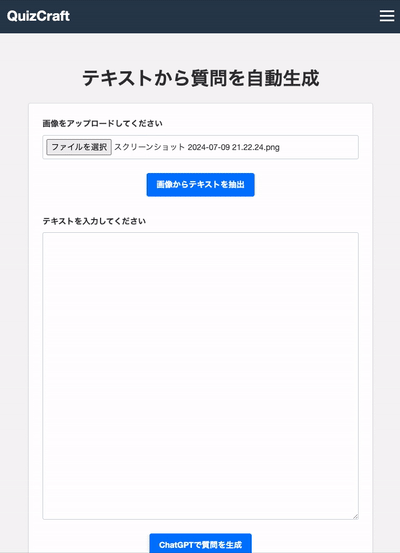 QuizCraft
テキストから質問を自動生成
画像をアップロードしてください
ファイルを選択 スクリーンショット 2024-07-09 21.22.24.png
画像からテキストを抽出
テキストを入力してください
ChatGPTで質問を生成